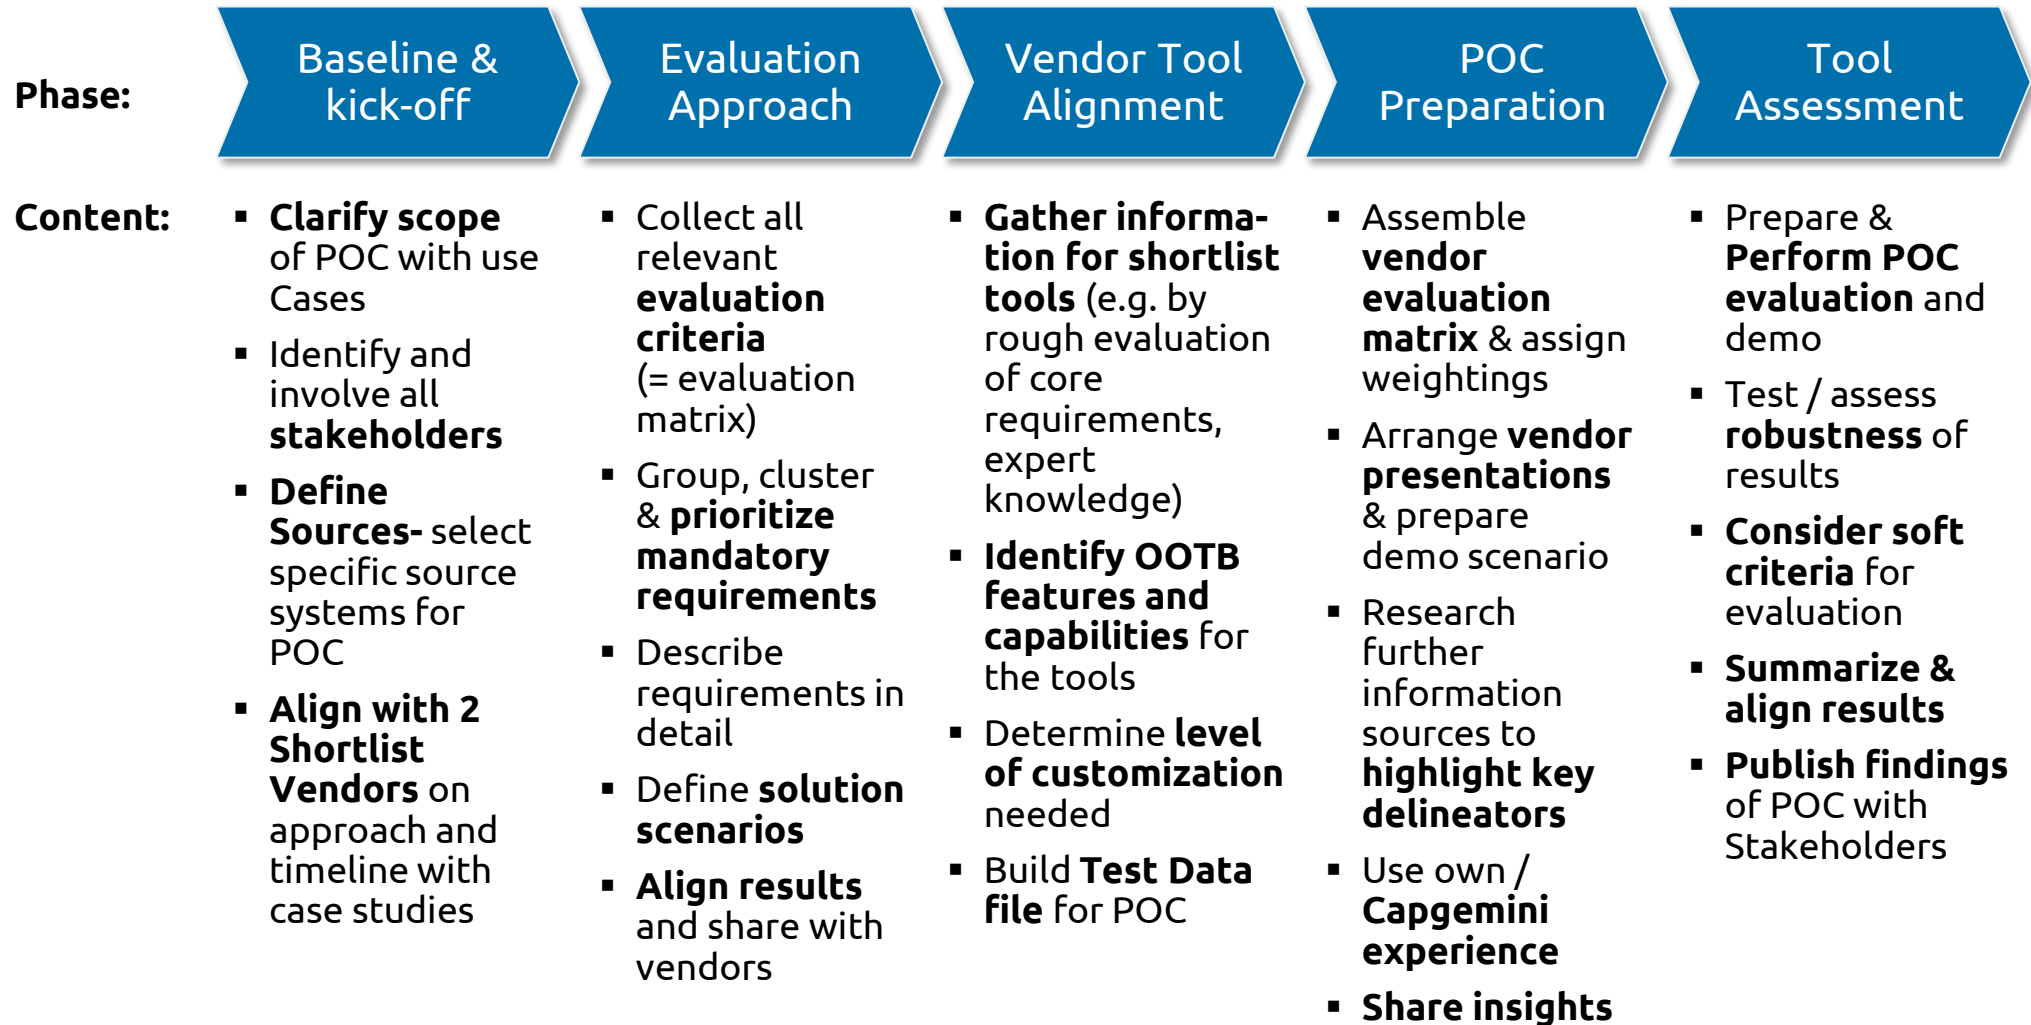 Phase:
Baseline &
kick-off
Evaluation
Approach
Vendor Tool
Alignment
POC
Preparation
Tool
Assessment
Content:
▪ Clarify scope
of POC with use
Cases
▪ Identify and
involve all
stakeholders
▪ Define
Sources- select
specific source
systems for
POC
▪ Align with 2
Shortlist
Vendors on
approach and
timeline with
case studies
▪ Collect all
relevant
evaluation
criteria
(= evaluation
matrix)
▪ Group, cluster
& prioritize
mandatory
requirements
▪ Describe
requirements in
detail
▪ Define solution
scenarios
▪ Align results
and share with
vendors
▪ Gather informa-
tion for shortlist
tools (e.g. by
rough evaluation
of core
requirements,
expert
knowledge)
▪ Identify OOTB
features and
capabilities for
the tools
▪ Determine level
of customization
needed
▪ Build Test Data
file for POC
▪ Assemble
vendor
evaluation
matrix & assign
weightings
▪ Arrange vendor
presentations
& prepare
demo scenario
▪ Research
further
information
sources to
highlight key
delineators
▪ Use own /
Capgemini
experience
▪ Share insights
▪ Prepare &
Perform POC
evaluation and
demo
▪ Test / assess
robustness of
results
▪ Consider soft
criteria for
evaluation
▪ Summarize &
align results
▪ Publish findings
of POC with
Stakeholders